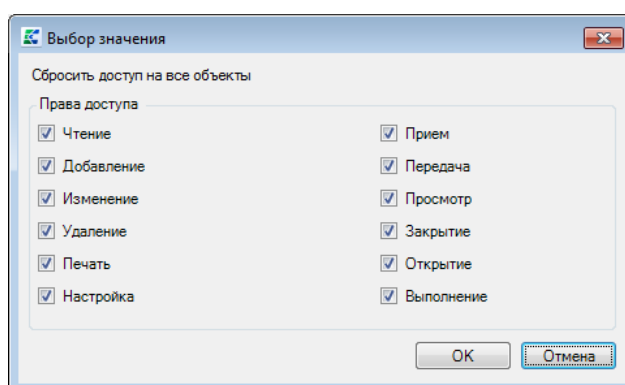 Выбор значения
Сбросить доступ на все объекты
Права доступа
Чтение
Добавление
Изменение
Удаление
Печать
Настройка
Прием
Передача
Просмотр
Закрытие
Открытие
Выполнение
OK
Отмена